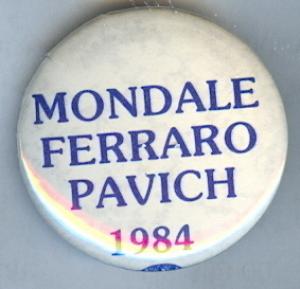 MONDALE
FERRARO
PAVICH
1984